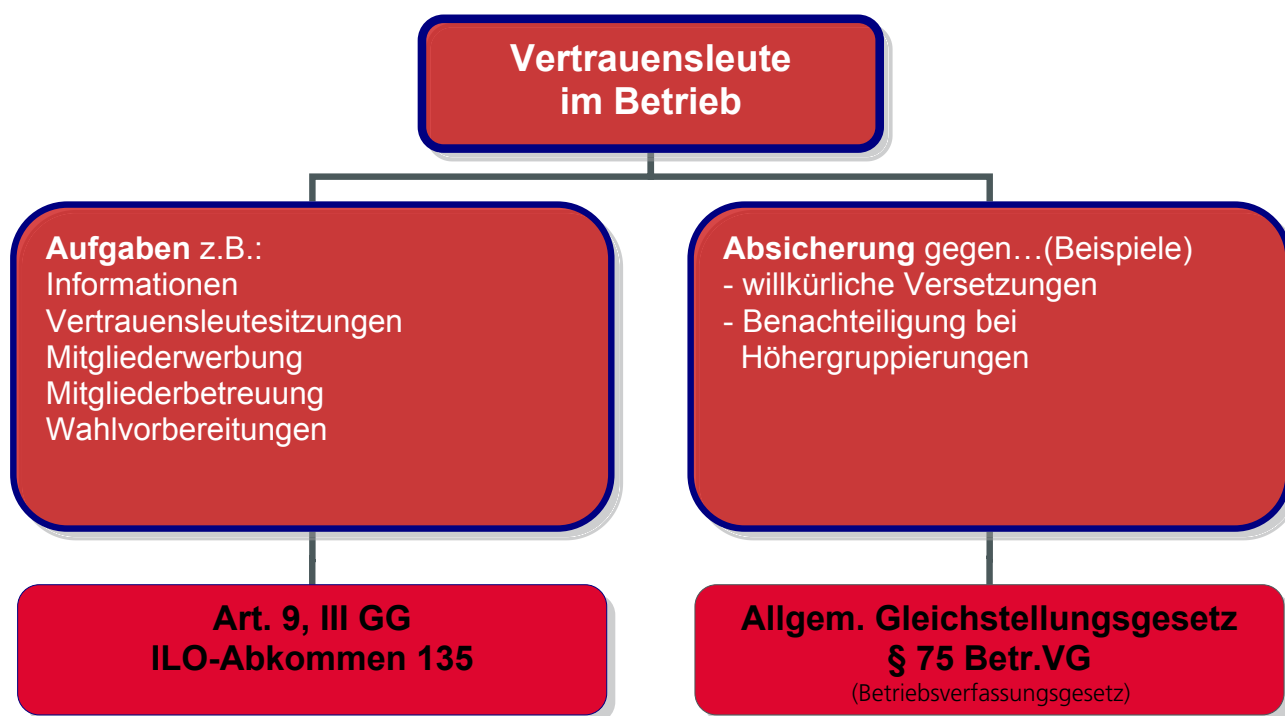 Vertrauensleute
im Betrieb
Aufgaben z.B.:
Informationen
Vertrauensleutesitzungen
Mitgliederwerbung
Mitgliederbetreuung
Wahlvorbereitungen
Absicherung gegen…(Beispiele)
- willkürliche Versetzungen
- Benachteiligung bei
Höhergruppierungen
Art. 9, III GG
ILO-Abkommen 135
Allgem. Gleichstellungsgesetz
§ 75 Betr.VG
(Betriebsverfassungsgesetz)